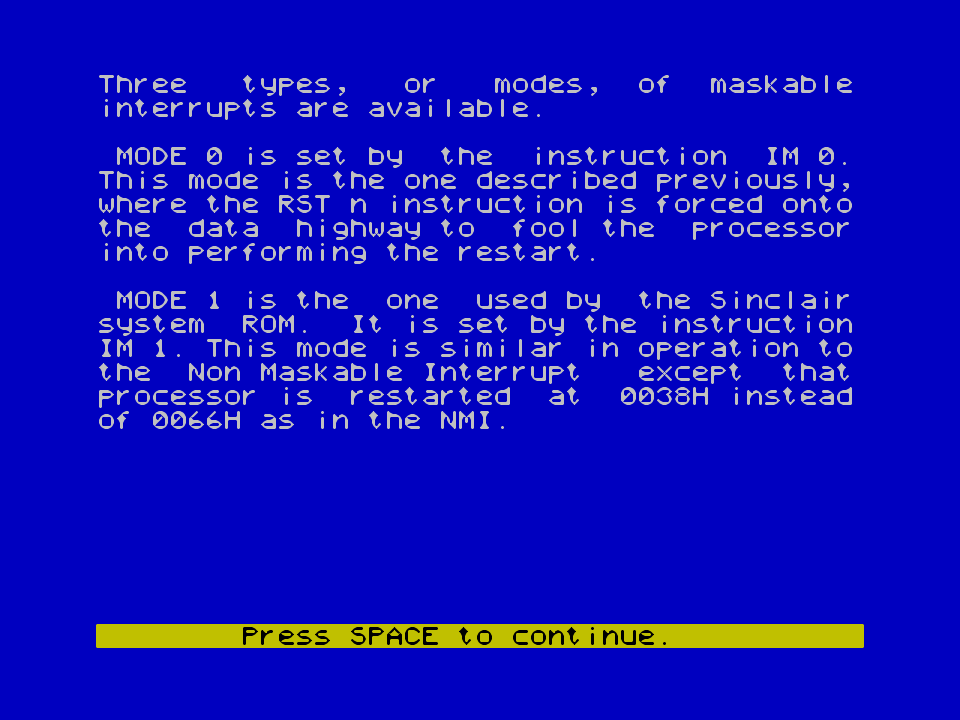 Three   types,   or   modes, of  maskable
interrupts are available.
MODE 0 is set by  the  instruction  IM 0.
This mode is the one described previously,
where the RST n instruction is forced onto
the  data  highway to  fool the  processor
into performing the restart.
MODE 1 is the  one  used by  the Sinclair
system  ROM.  It is set by the instruction
IM 1. This mode is similar in operation to
the  Non Maskable Interrupt   except  that
processor is  restarted  at  0038H instead
of 0066H as in the NMI.
Press SPACE to continue.